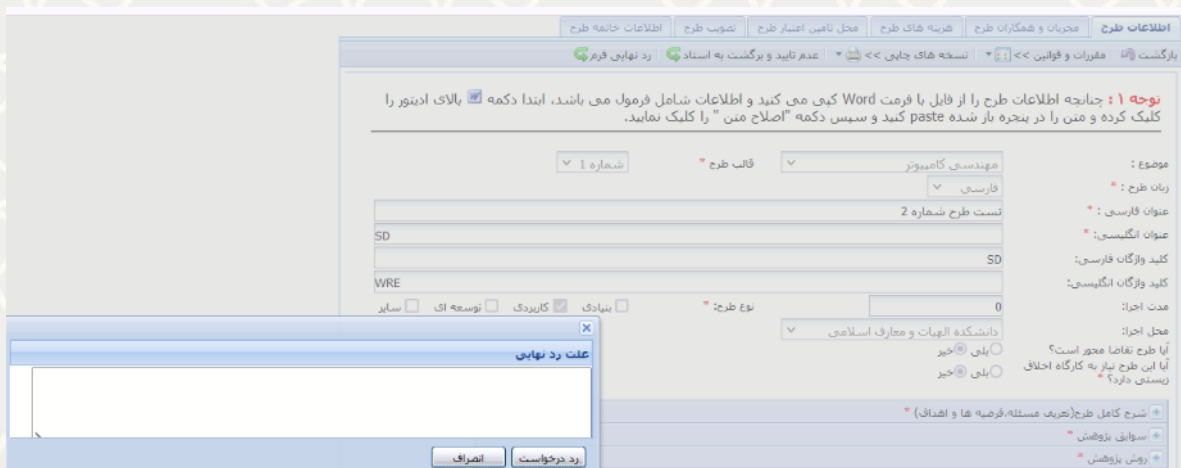 اطلاعات طرح مجریان و همکاران طرح هزینه های طرح محل تامین اعتبار طرح تصویب طرح اطلاعات خاتمه طرح
بازگشت مقررات و قوانین >> نسخه های چاپی >> عدم تایید و برگشت به استاد رد نهایی فرم
توجه ۱ : چنانچه اطلاعات طرح را از فایل با فرمت Word کپی می کنید و اطلاعات شامل فرمول می باشد، ابتدا دکمه بالای ادیتور را
کلیک کرده و متن را در پنجره باز شده paste کنید و سپس دکمه "اصلاح متن " را کلیک نمایید.
موضوع : مهندسی کامپیوتر قالب طرح * شماره 1
زبان طرح : * فارسی
عنوان فارسی : * تست طرح شماره 2
عنوان انگلیسی: * SD
کلید واژگان فارسی: SD
کلید واژگان انگلیسی: WRE
مدت اجرا: 0 نوع طرح: * بنیادی کاربردی توسعه ای سایر
محل اجرا: دانشکده الهیات و معارف اسلامی
آیا طرح تقاضا محور است؟ بلی خیر
آیا این طرح نیاز به کارگاه اخلاق
زیستی دارد؟ * بلی خیر
شرح کامل طرح(تعریف مسئله،فرضیه ها و اهداف) *
سوابق پژوهش *
روش پژوهش *
علت رد نهایی
رد درخواست انصراف